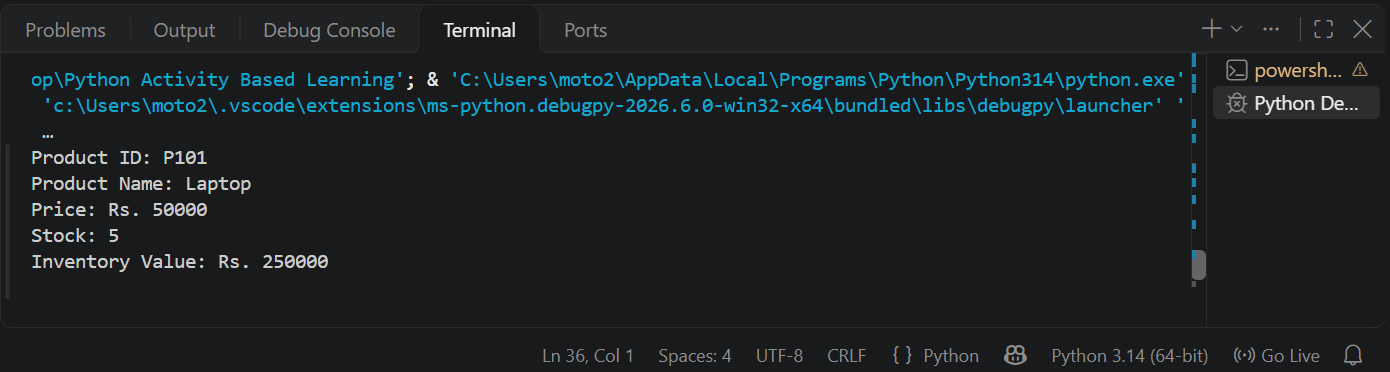 Problems Output Debug Console Terminal Ports
op\Python Activity Based Learning'; & 'C:\Users\moto2\AppData\Local\Programs\Python\Python314\python.exe'
'c:\Users\moto2\.vscode\extensions\ms-python.debugpy-2026.6.0-win32-x64\bundled\libs\debugpy\launcher' '
…
Product ID: P101
Product Name: Laptop
Price: Rs. 50000
Stock: 5
Inventory Value: Rs. 250000
powersh...
Python De...
Ln 36, Col 1 Spaces: 4 UTF-8 CRLF { } Python Python 3.14 (64-bit) Go Live